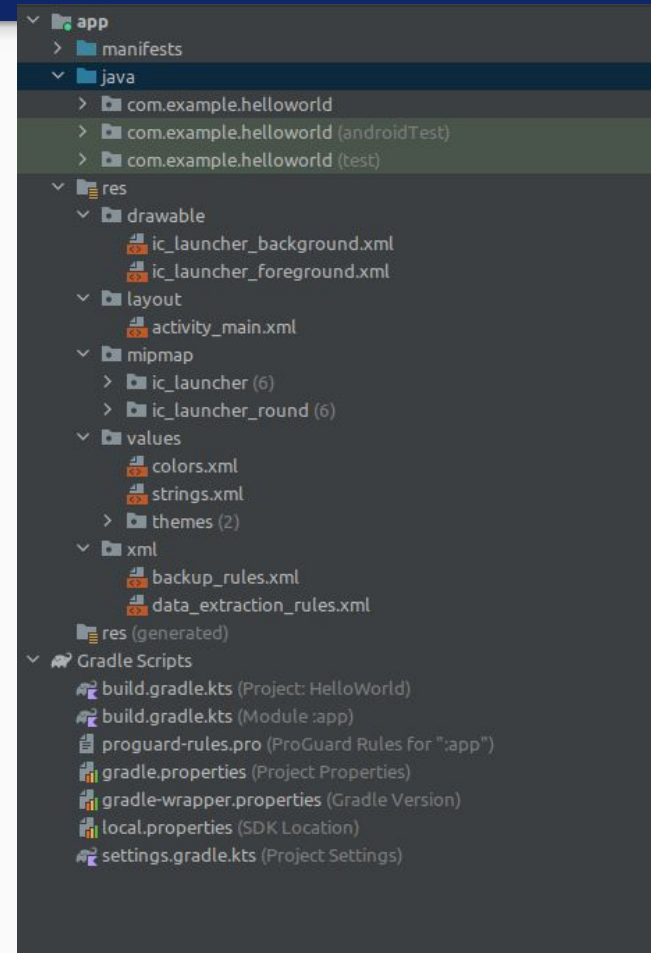 app
manifests
java
com.example.helloworld
com.example.helloworld (androidTest)
com.example.helloworld (test)
res
drawable
ic_launcher_background.xml
ic_launcher_foreground.xml
layout
activity_main.xml
mipmap
ic_launcher (6)
ic_launcher_round (6)
values
colors.xml
strings.xml
themes (2)
xml
backup_rules.xml
data_extraction_rules.xml
res (generated)
Gradle Scripts
build.gradle.kts (Project: HelloWorld)
build.gradle.kts (Module :app)
proguard-rules.pro (ProGuard Rules for ":app")
gradle.properties (Project Properties)
gradle-wrapper.properties (Gradle Version)
local.properties (SDK Location)
settings.gradle.kts (Project Settings)